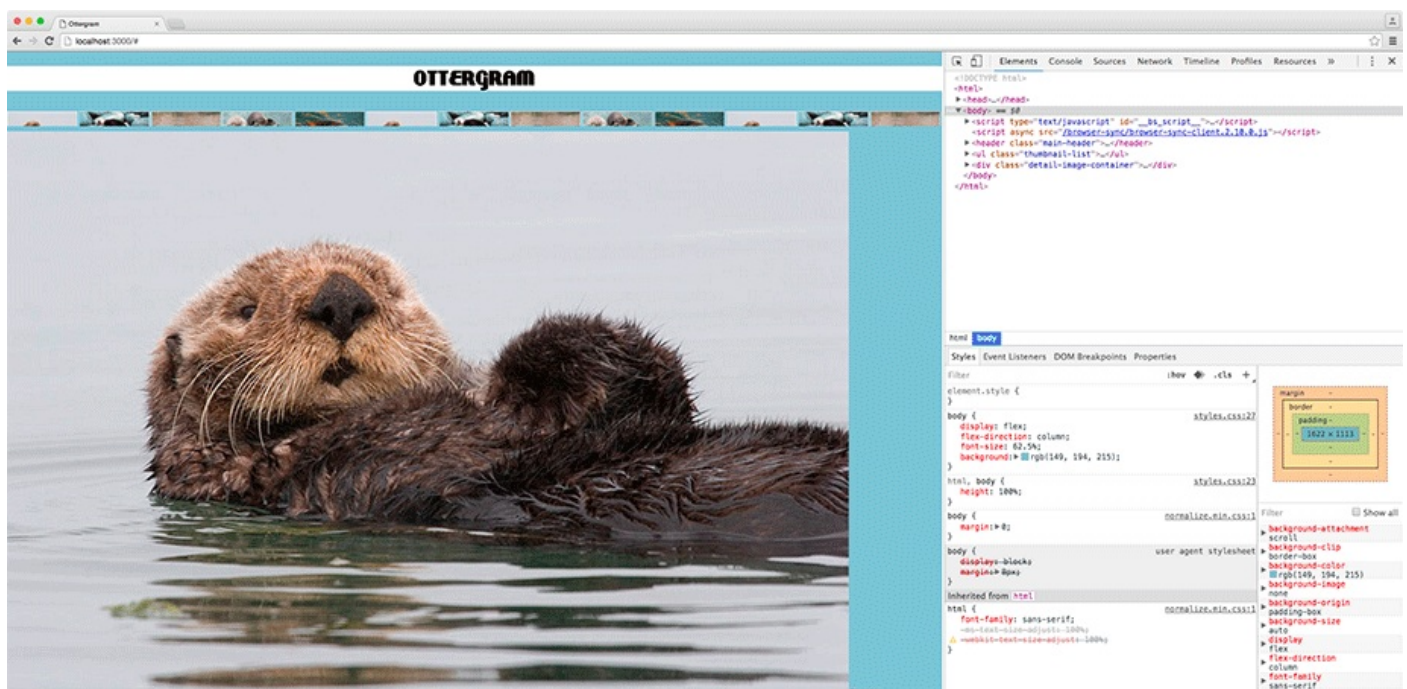 Ottergram
localhost:3000/#
OTTERGRAM
Elements Console Sources Network Timeline Profiles Resources »
<!DOCTYPE html>
<html>
<head>…</head>
<body> == $0
<script type="text/javascript" id="__bs_script__">…</script>
<script async src="/browser-sync/browser-sync-client.2.10.0.js"></script>
<header class="main-header">…</header>
<ul class="thumbnail-list">…</ul>
<div class="detail-image-container">…</div>
</body>
</html>
html body
Styles Event Listeners DOM Breakpoints Properties
Filter :hov .cls +
element.style {
}
body { styles.css:27
display: flex;
flex-direction: column;
font-size: 62.5%;
background: rgb(149, 194, 215);
}
html, body { styles.css:23
height: 100%;
}
body { normalize.min.css:1
margin: 0;
}
body { user agent stylesheet
display: block;
margin: 8px;
}
Inherited from html
html { normalize.min.css:1
font-family: sans-serif;
-ms-text-size-adjust: 100%;
-webkit-text-size-adjust: 100%;
}
margin -
border -
padding -
- - - 1622 × 1113 - - -
-
-
-
Filter Show all
background-attachment
scroll
background-clip
border-box
background-color
rgb(149, 194, 215)
background-image
none
background-origin
padding-box
background-size
auto
display
flex
flex-direction
column
font-family
sans-serif